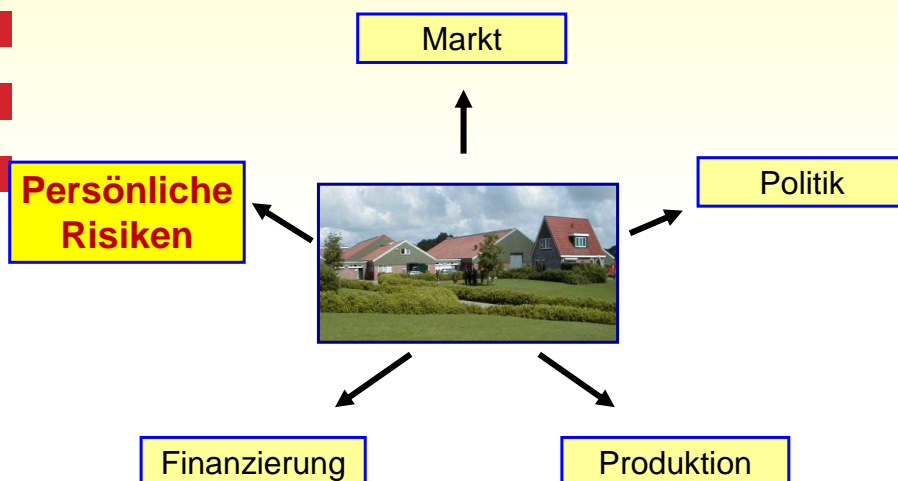 Markt
Persönliche
Risiken
Politik
Finanzierung
Produktion